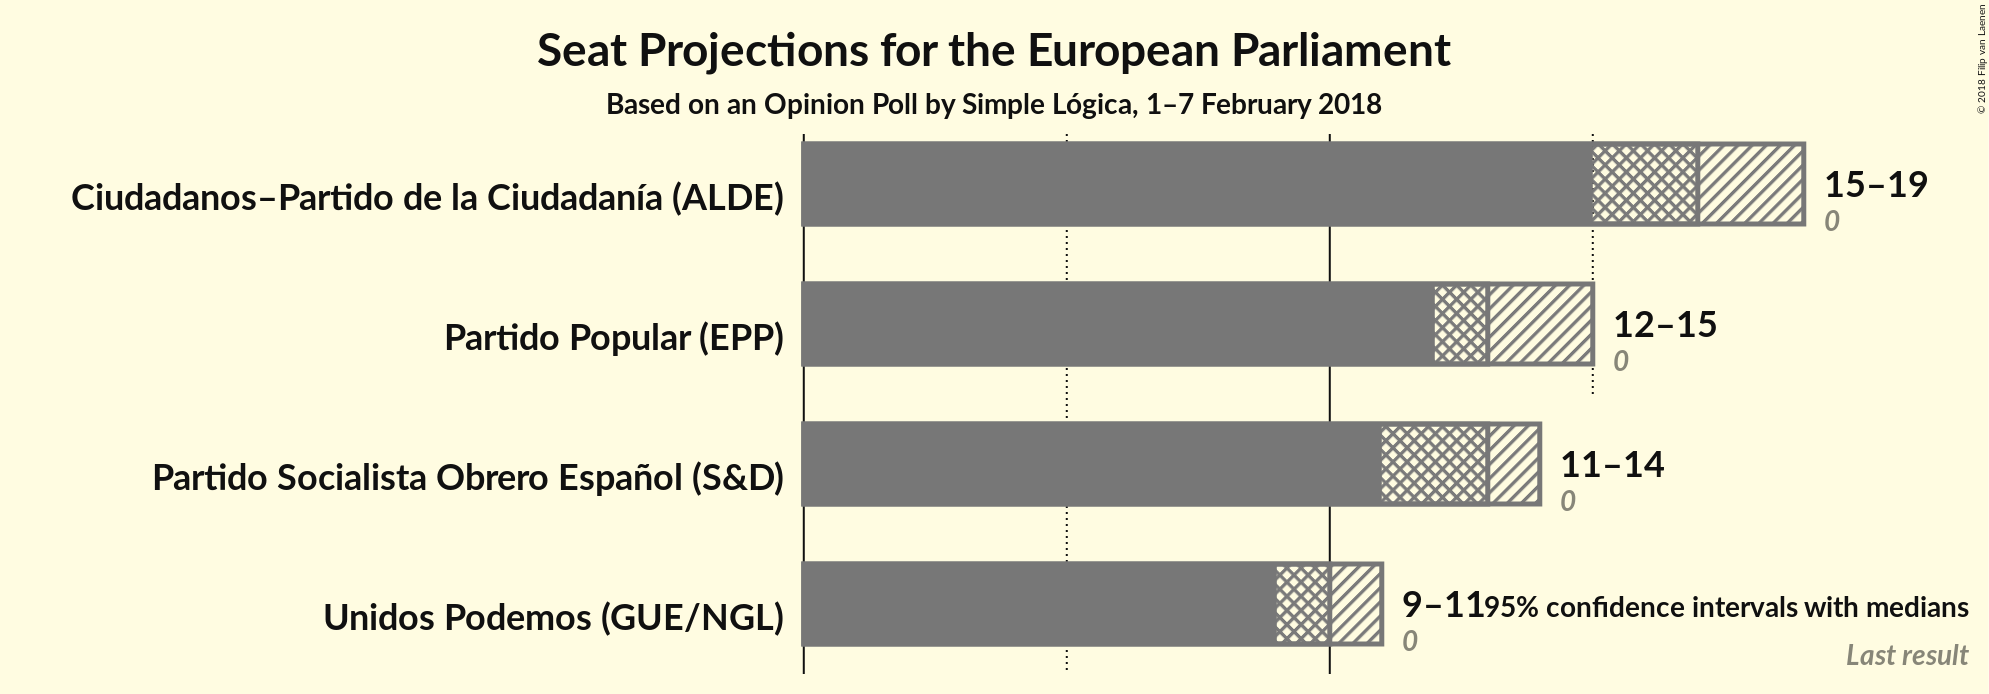 Seat Projections for the European Parliament
Based on an Opinion Poll by Simple Lógica, 1–7 February 2018
© 2018 Filip van Laenen
Ciudadanos–Partido de la Ciudadanía (ALDE)
15–19
0
Partido Popular (EPP)
12–15
0
Partido Socialista Obrero Español (S&D)
11–14
0
Unidos Podemos (GUE/NGL)
9–11
0
95% confidence intervals with medians
Last result